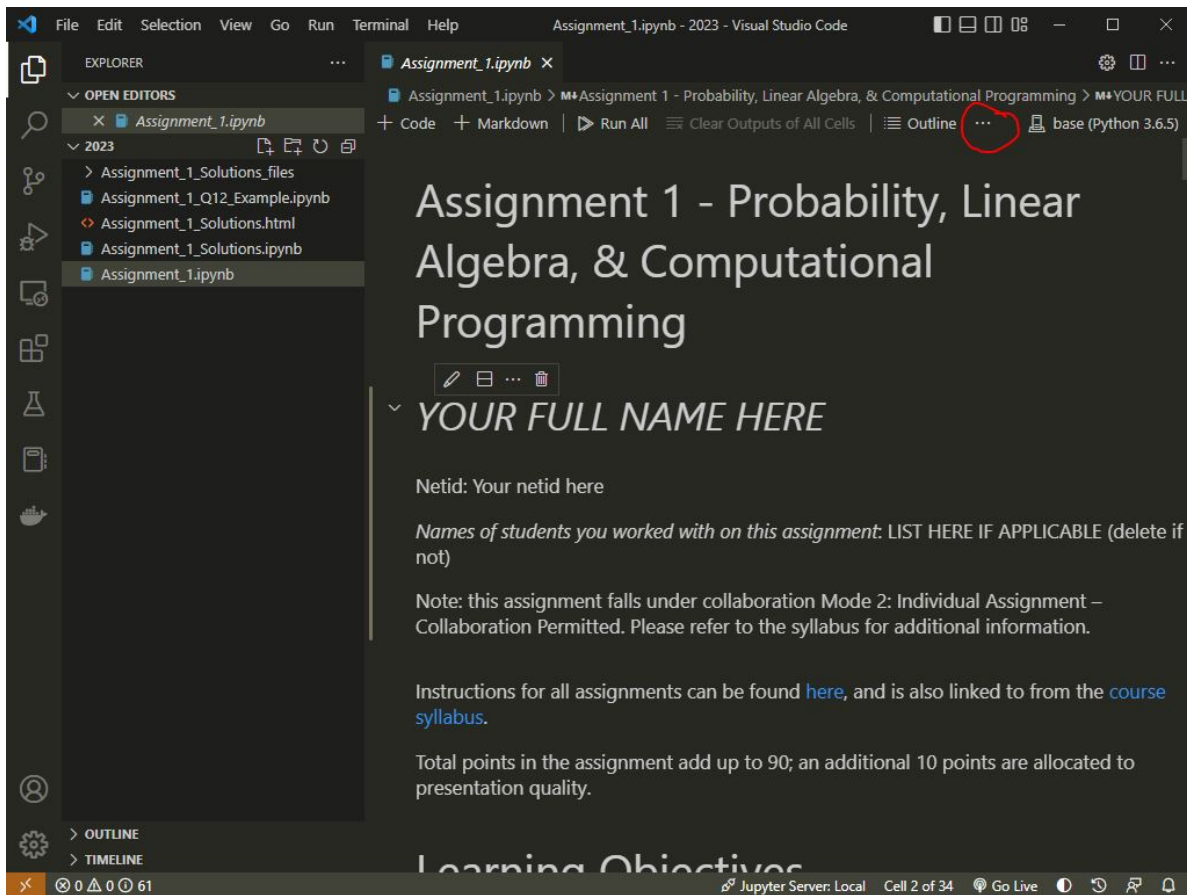 File Edit Selection View Go Run Terminal Help Assignment_1.ipynb - 2023 - Visual Studio Code
EXPLORER
OPEN EDITORS
Assignment_1.ipynb
2023
Assignment_1_Solutions_files
Assignment_1_Q12_Example.ipynb
Assignment_1_Solutions.html
Assignment_1_Solutions.ipynb
Assignment_1.ipynb
OUTLINE
TIMELINE
Assignment_1.ipynb
Assignment_1.ipynb > M↓Assignment 1 - Probability, Linear Algebra, & Computational Programming > M↓YOUR FULL
+ Code + Markdown | Run All Clear Outputs of All Cells | Outline ... base (Python 3.6.5)
Assignment 1 - Probability, Linear
Algebra, & Computational
Programming
YOUR FULL NAME HERE
Netid: Your netid here
Names of students you worked with on this assignment: LIST HERE IF APPLICABLE (delete if
not)
Note: this assignment falls under collaboration Mode 2: Individual Assignment –
Collaboration Permitted. Please refer to the syllabus for additional information.
Instructions for all assignments can be found here, and is also linked to from the course
syllabus.
Total points in the assignment add up to 90; an additional 10 points are allocated to
presentation quality.
Learning Objectives
0 0 61 Jupyter Server: Local Cell 2 of 34 Go Live